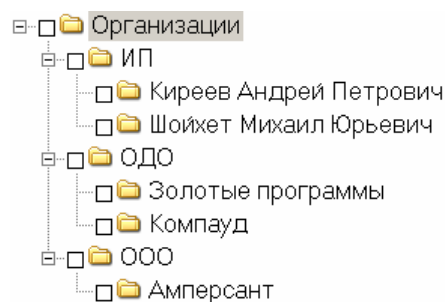 Организации
ИП
Киреев Андрей Петрович
Шойхет Михаил Юрьевич
ОДО
Золотые программы
Компауд
ООО
Амперсант